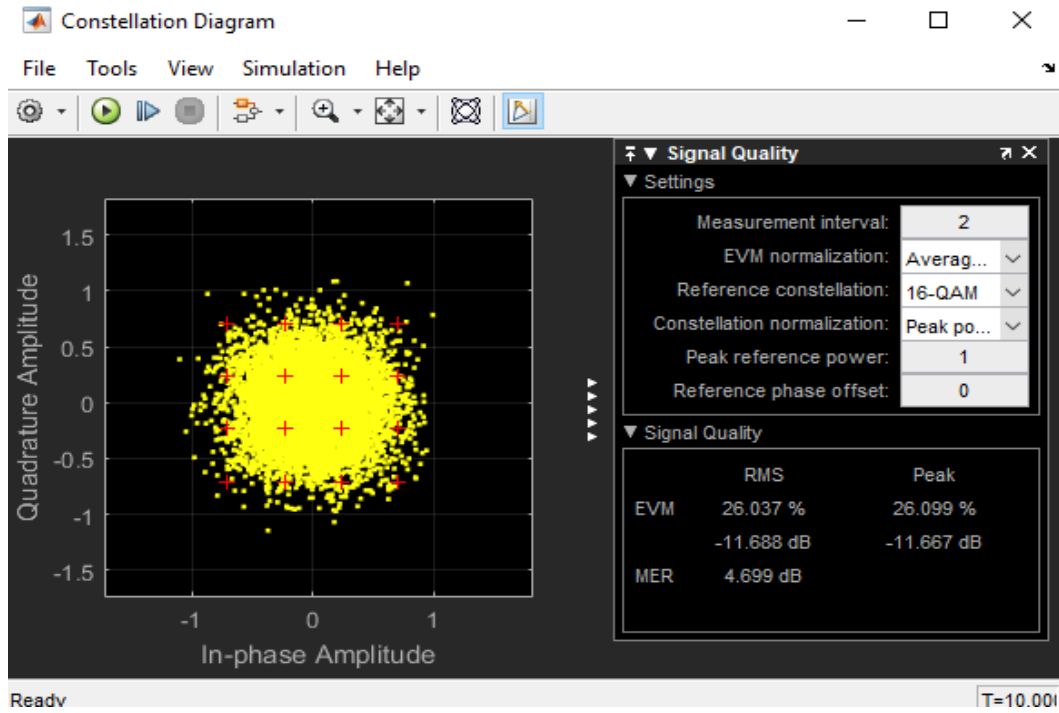 Constellation Diagram
File Tools View Simulation Help
Signal Quality
Settings
Measurement interval: 2
EVM normalization: Averag...
Reference constellation: 16-QAM
Constellation normalization: Peak po...
Peak reference power: 1
Reference phase offset: 0
Signal Quality
RMS Peak
EVM 26.037 % 26.099 %
-11.688 dB -11.667 dB
MER 4.699 dB
Quadrature Amplitude
1.5
1
0.5
0
-0.5
-1
-1.5
-1 0 1
In-phase Amplitude
Ready T=10.00